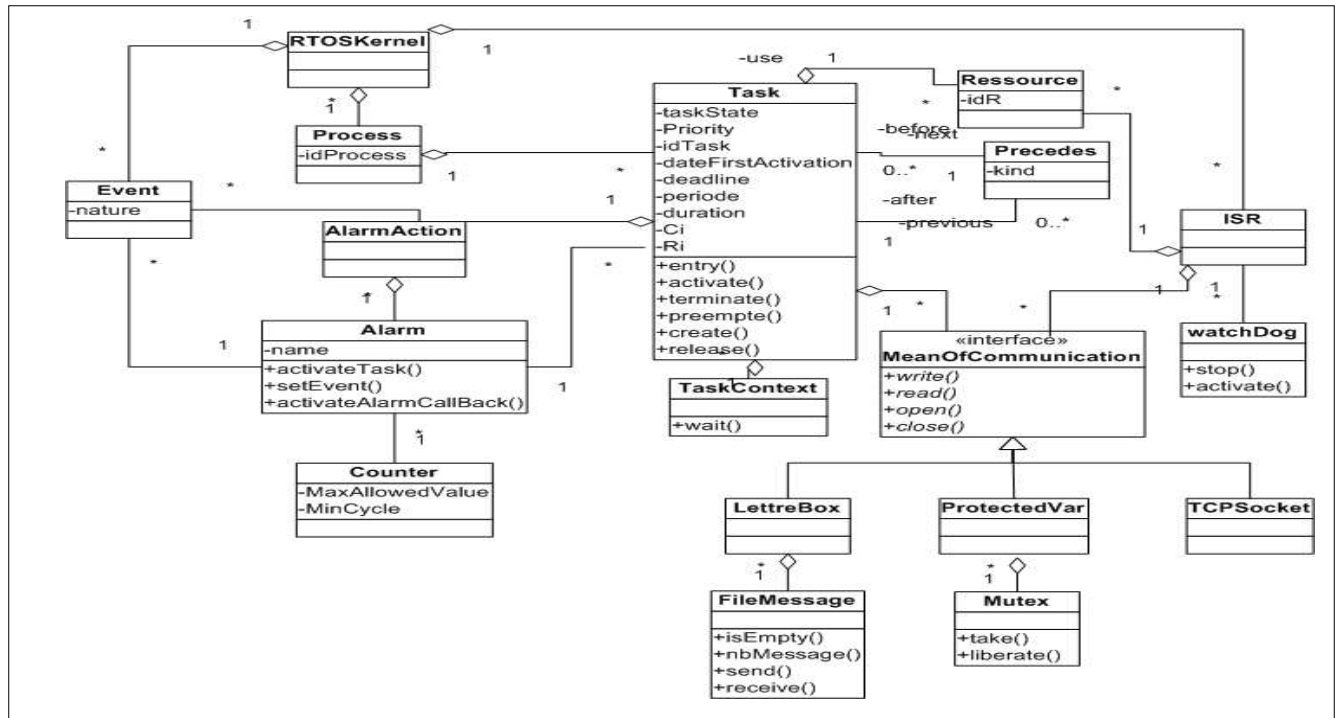 1
RTOSKernel
1
*
1
Process
-idProcess
1
*
Event
-nature
*
*
*
AlarmAction
1
*
1
Alarm
-name
+activateTask()
+setEvent()
+activateAlarmCallBack()
1
1
*
*
1
Counter
-MaxAllowedValue
-MinCycle
Task
-taskState
-Priority
-idTask
-dateFirstActivation
-deadline
-periode
-duration
-Ci
-Ri
+entry()
+activate()
+terminate()
+preempte()
+create()
+release()
*
1
TaskContext
+wait()
-use
1
*
Ressource
-idR
*
-before
-next
0..*
1
Precedes
-kind
-after
-previous
0..*
1
*
ISR
1
1
1
*
watchDog
+stop()
+activate()
1
*
*
«interface»
MeanOfCommunication
+write()
+read()
+open()
+close()
LettreBox
ProtectedVar
TCPSocket
*
1
FileMessage
+isEmpty()
+nbMessage()
+send()
+receive()
*
1
Mutex
+take()
+liberate()